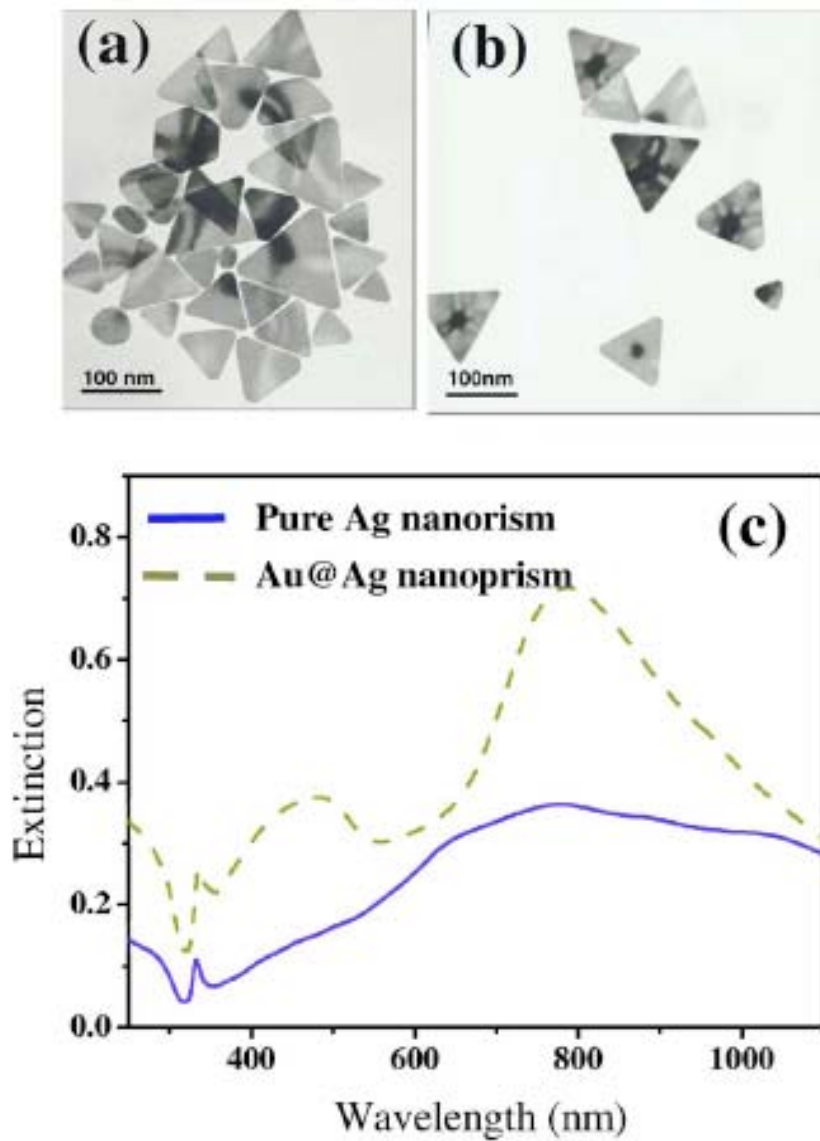 (a)
(b)
100 nm
100nm
Pure Ag nanorism
Au@Ag nanoprism
(c)
0.8
0.6
0.4
0.2
0.0
Extinction
400
600
800
1000
Wavelength (nm)